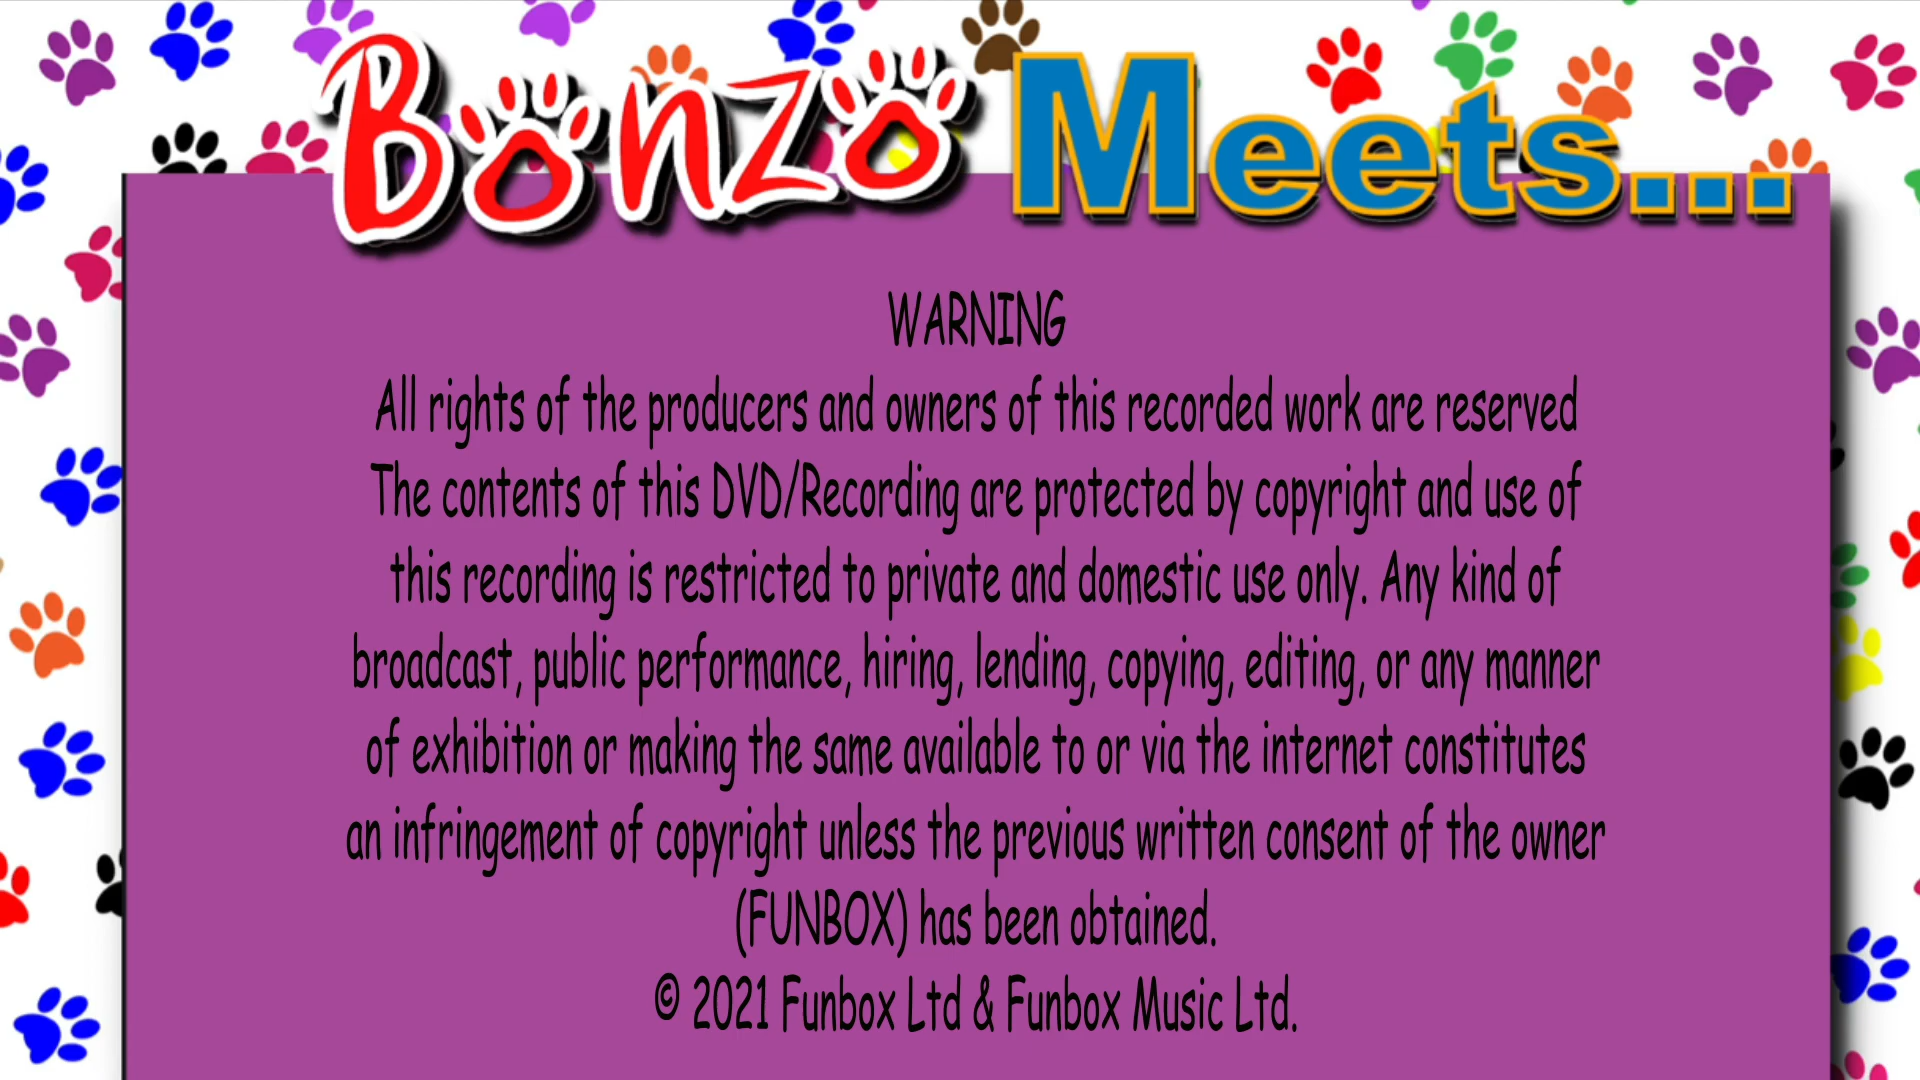 Bonzo Meets...
WARNING
All rights of the producers and owners of this recorded work are reserved
The contents of this DVD/Recording are protected by copyright and use of
this recording is restricted to private and domestic use only. Any kind of
broadcast, public performance, hiring, lending, copying, editing, or any manner
of exhibition or making the same available to or via the internet constitutes
an infringement of copyright unless the previous written consent of the owner
(FUNBOX) has been obtained.
© 2021 Funbox Ltd & Funbox Music Ltd.